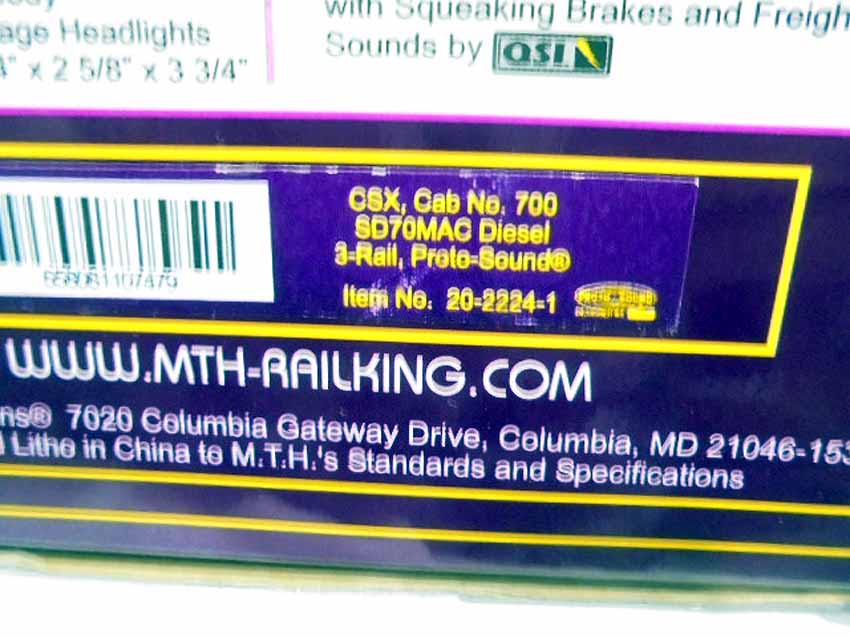 age Headlights
x 2 5/8" x 3 3/4"
with Squeaking Brakes and Freigh
Sounds by QSI
CSX, Cab No. 700
SD70MAC Diesel
3-Rail, Proto-Sound®
Item No. 20-2224-1
WWW.MTH-RAILKING.COM
ns® 7020 Columbia Gateway Drive, Columbia, MD 21046-153
Litho in China to M.T.H.'s Standards and Specifications